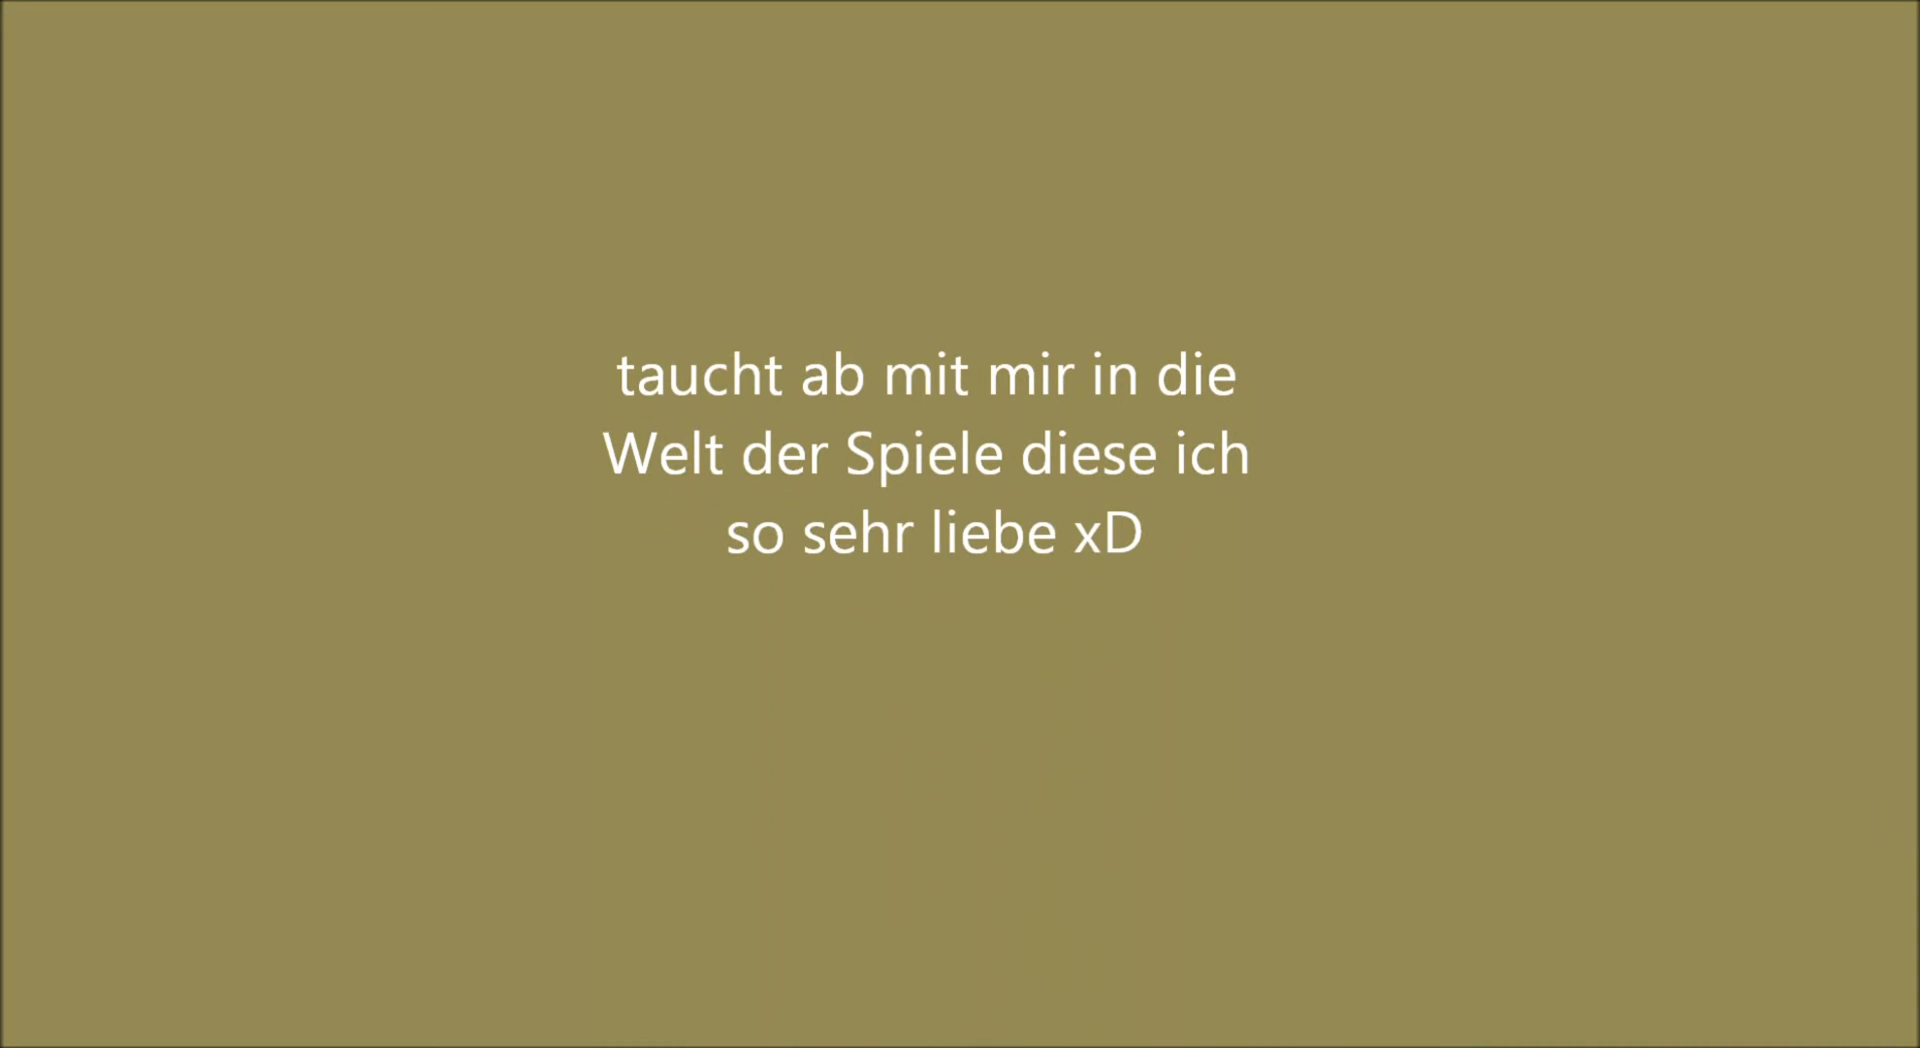 taucht ab mit mir in die
Welt der Spiele diese ich
so sehr liebe xD